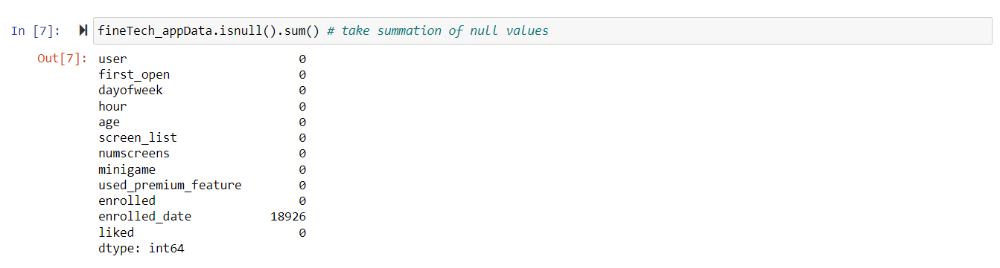 In [7]: fineTech_appData.isnull().sum() # take summation of null values
Out[7]: user 0
first_open 0
dayofweek 0
hour 0
age 0
screen_list 0
numscreens 0
minigame 0
used_premium_feature 0
enrolled 0
enrolled_date 18926
liked 0
dtype: int64